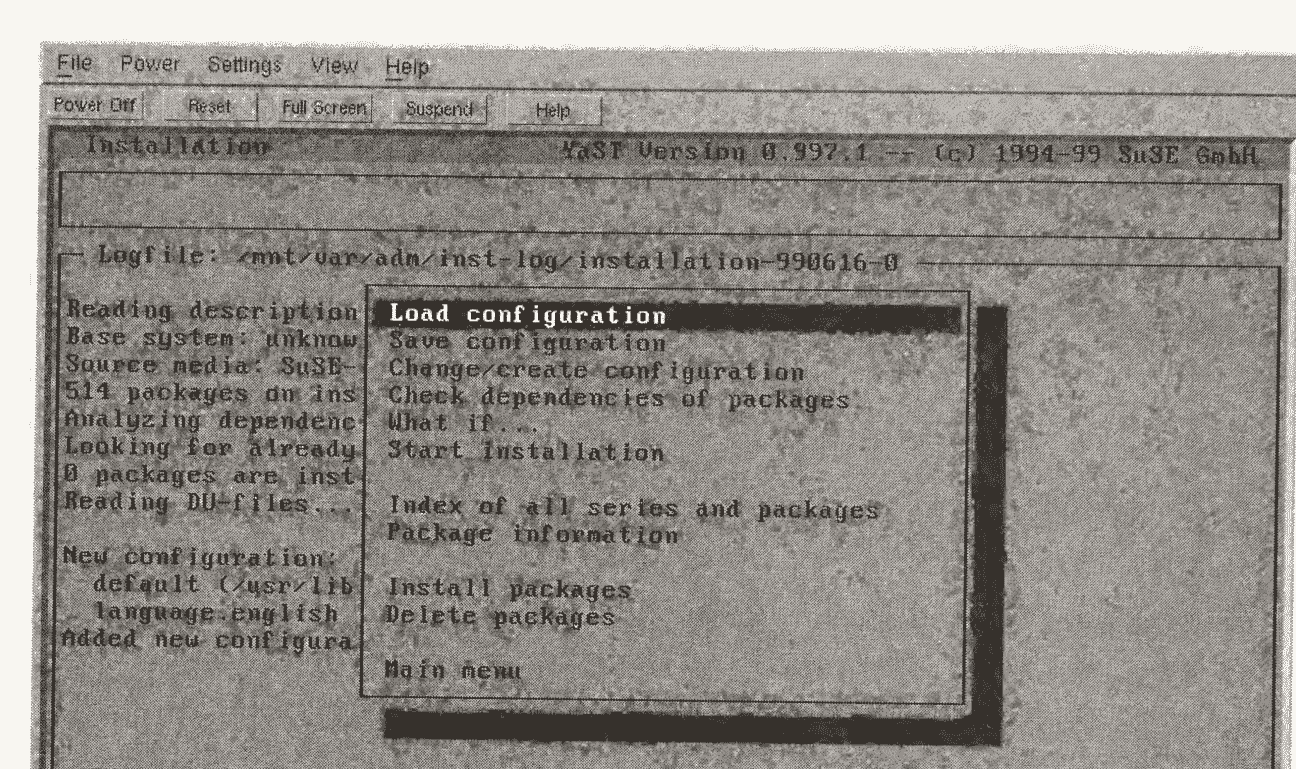 File Power Settings View Help
Power Off Reset Full Screen Suspend Help
Installation YaST Version 0.997.1 -- (c) 1994-99 SuSE GmbH
Logfile: /mnt/var/adm/inst-log/installation-990616-0
Reading description
Base system: unknow
Source media: SuSE-
514 packages on ins
Analyzing dependenc
Looking for already
0 packages are inst
Reading DU-files...
New configuration:
default (/usr/lib
language.english
Added new configura
Load configuration
Save configuration
Change/create configuration
Check dependencies of packages
What if...
Start installation
Index of all series and packages
Package information
Install packages
Delete packages
Main menu